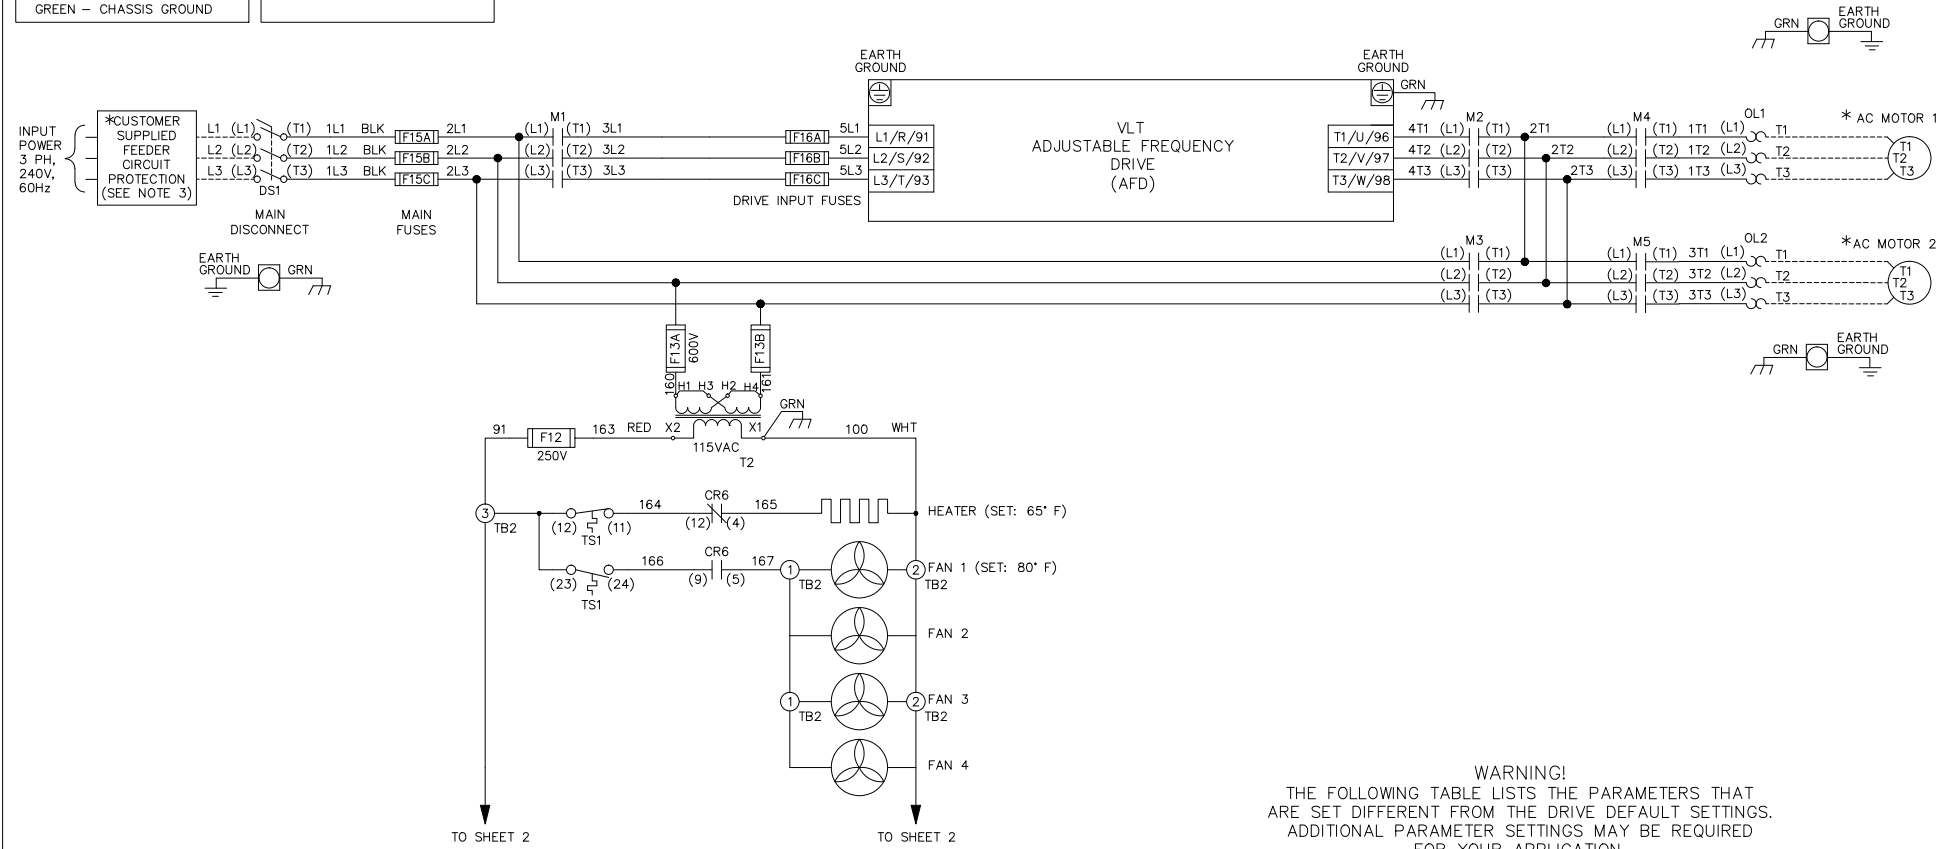 GREEN – CHASSIS GROUND
EARTH
GROUND
GRN
EARTH
GROUND
EARTH
GROUND
GRN
INPUT
POWER
3 PH,
240V,
60Hz
*CUSTOMER
SUPPLIED
FEEDER
CIRCUIT
PROTECTION
(SEE NOTE 3)
L1 (L1) (T1) 1L1 BLK F15A 2L1 (L1) M1 (T1) 3L1 F16A 5L1 L1/R/91
L2 (L2) (T2) 1L2 BLK F15B 2L2 (L2) (T2) 3L2 F16B 5L2 L2/S/92
L3 (L3) (T3) 1L3 BLK F15C 2L3 (L3) (T3) 3L3 F16C 5L3 L3/T/93
DS1
MAIN
DISCONNECT
MAIN
FUSES
DRIVE INPUT FUSES
VLT
ADJUSTABLE FREQUENCY
DRIVE
(AFD)
M2 M4 OL1 * AC MOTOR 1
T1/U/96 4T1 (L1) (T1) 2T1 (L1) (T1) 1T1 (L1) T1
T2/V/97 4T2 (L2) (T2) 2T2 (L2) (T2) 1T2 (L2) T2
T3/W/98 4T3 (L3) (T3) 2T3 (L3) (T3) 1T3 (L3) T3
T1
T2
T3
EARTH
GROUND
GRN
M3 M5 OL2 *AC MOTOR 2
(L1) (T1) (L1) (T1) 3T1 (L1) T1
(L2) (T2) (L2) (T2) 3T2 (L2) T2
(L3) (T3) (L3) (T3) 3T3 (L3) T3
T1
T2
T3
GRN
EARTH
GROUND
F13A
600V
F13B
160
161
H1 H3 H2 H4
GRN
91 F12 163 RED X2 X1 100 WHT
250V
115VAC
T2
3
TB2
(12) (11) 164 CR6 165 HEATER (SET: 65° F)
TS1
(12) (4)
(23) (24) 166 CR6 167 1 2 FAN 1 (SET: 80° F)
TS1
(9) (5)
TB2 TB2
FAN 2
1 2 FAN 3
TB2 TB2
FAN 4
TO SHEET 2
TO SHEET 2
WARNING!
THE FOLLOWING TABLE LISTS THE PARAMETERS THAT
ARE SET DIFFERENT FROM THE DRIVE DEFAULT SETTINGS.
ADDITIONAL PARAMETER SETTINGS MAY BE REQUIRED
FOR YOUR APPLICATION